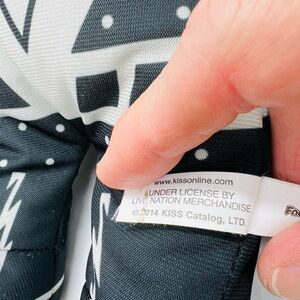 www.kissonline.com
UNDER LICENSE BY
LIVE NATION MERCHANDISE
©2014 KISS Catalog, LTD.